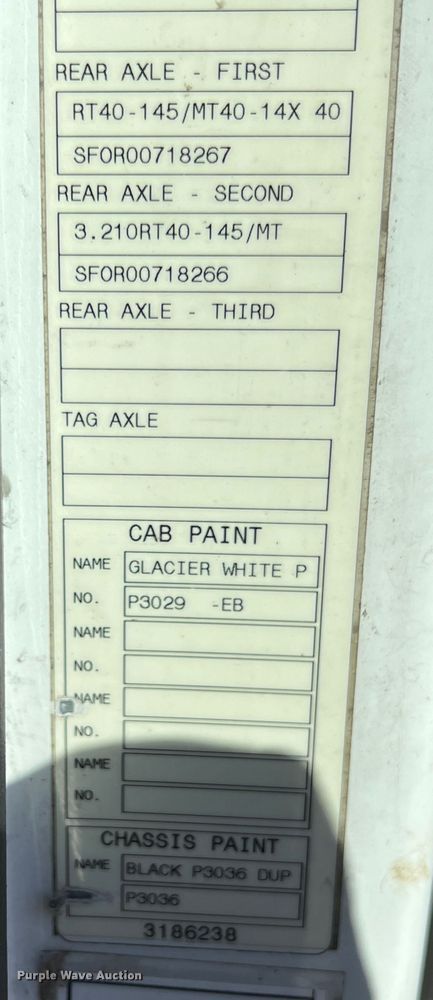 REAR AXLE - FIRST
RT40-145/MT40-14X 40
SFOR00718267
REAR AXLE - SECOND
3.210RT40-145/MT
SFOR00718266
REAR AXLE - THIRD
TAG AXLE
CAB PAINT
NAME GLACIER WHITE P
NO. P3029 -EB
NAME
NO.
NAME
NO.
NAME
NO.
CHASSIS PAINT
NAME BLACK P3036 DUP
P3036
3186238
Purple Wave Auction